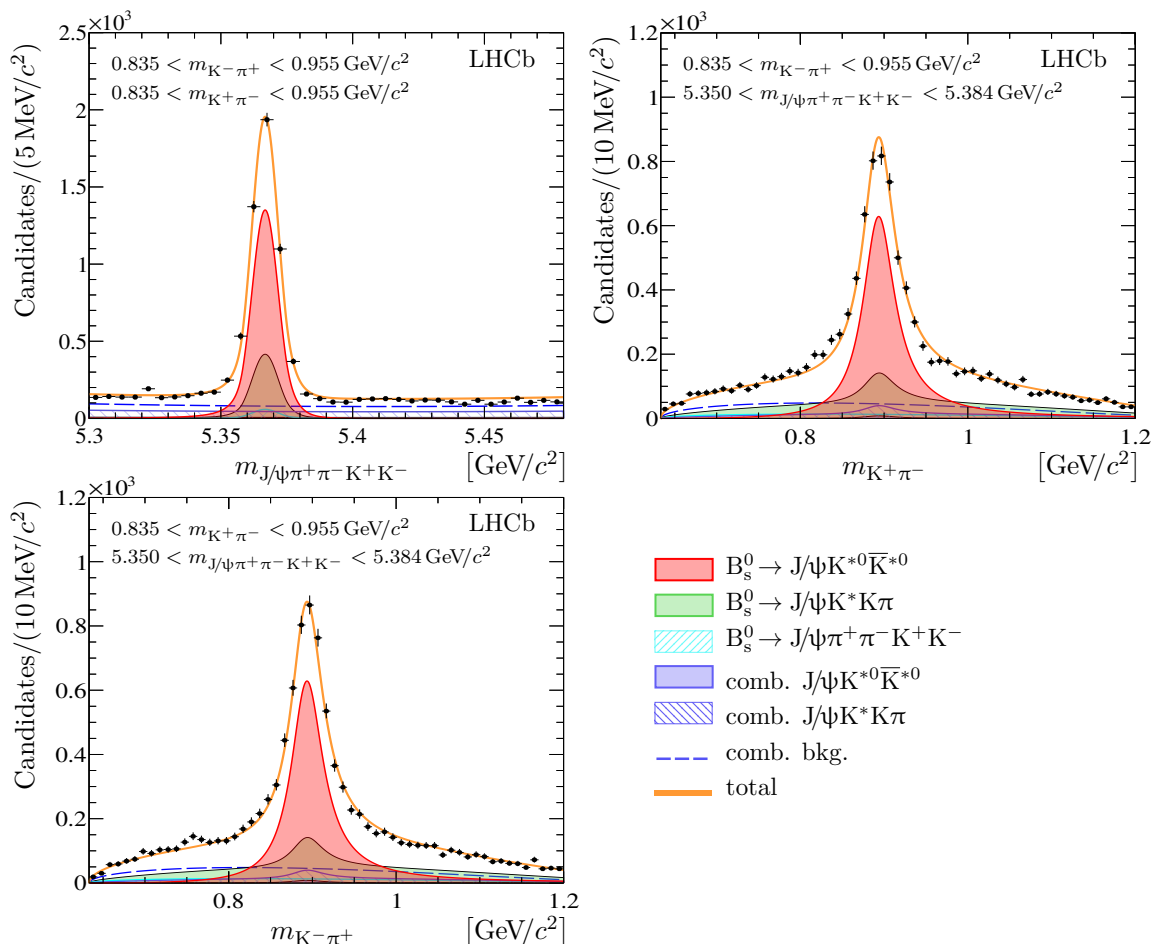 ×10³
2.5
2
1.5
1
0.5
0
5.3 5.35 5.4 5.45
Candidates/(5 MeV/c²)
0.835 < m_{K⁻π⁺} < 0.955 GeV/c²
0.835 < m_{K⁺π⁻} < 0.955 GeV/c²
LHCb
m_{J/ψπ⁺π⁻K⁺K⁻} [GeV/c²]
×10³
1.2
1
0.8
0.6
0.4
0.2
0
0.8 1 1.2
Candidates/(10 MeV/c²)
0.835 < m_{K⁻π⁺} < 0.955 GeV/c²
5.350 < m_{J/ψπ⁺π⁻K⁺K⁻} < 5.384 GeV/c²
LHCb
m_{K⁺π⁻} [GeV/c²]
×10³
1.2
1
0.8
0.6
0.4
0.2
0
0.8 1 1.2
Candidates/(10 MeV/c²)
0.835 < m_{K⁺π⁻} < 0.955 GeV/c²
5.350 < m_{J/ψπ⁺π⁻K⁺K⁻} < 5.384 GeV/c²
LHCb
m_{K⁻π⁺} [GeV/c²]
B_s⁰ → J/ψK*⁰K̅*⁰
B_s⁰ → J/ψK*Kπ
B_s⁰ → J/ψπ⁺π⁻K⁺K⁻
comb. J/ψK*⁰K̅*⁰
comb. J/ψK*Kπ
comb. bkg.
total